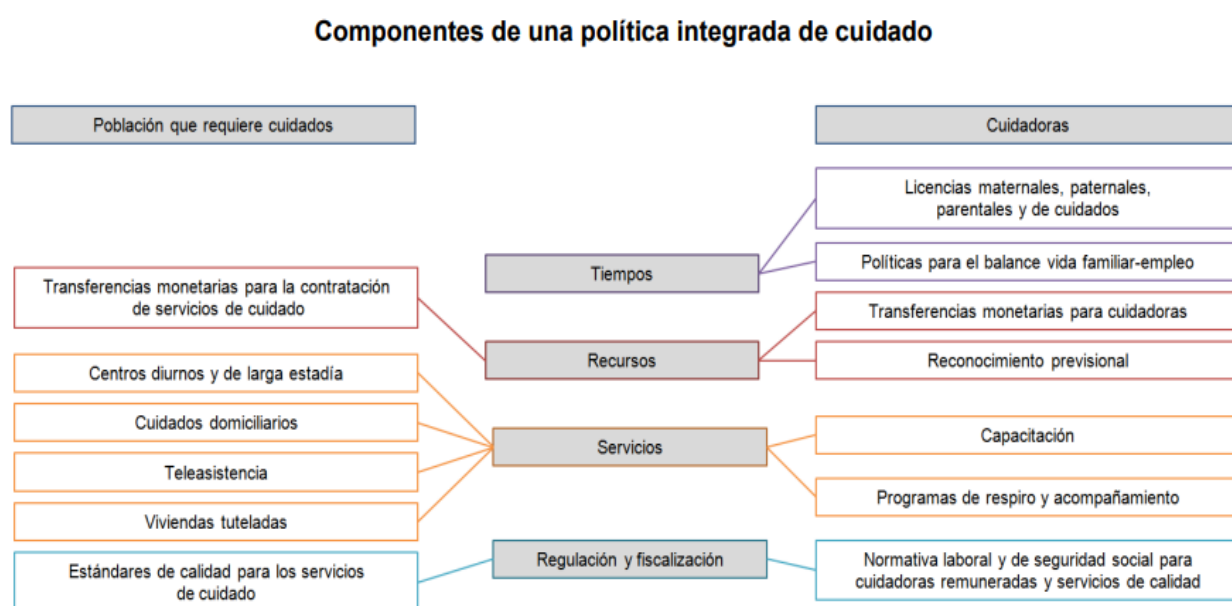 Componentes de una política integrada de cuidado
Población que requiere cuidados
Cuidadoras
Licencias maternales, paternales,
parentales y de cuidados
Tiempos
Políticas para el balance vida familiar-empleo
Transferencias monetarias para la contratación
de servicios de cuidado
Transferencias monetarias para cuidadoras
Recursos
Reconocimiento previsional
Centros diurnos y de larga estadía
Cuidados domiciliarios
Servicios
Capacitación
Teleasistencia
Programas de respiro y acompañamiento
Viviendas tuteladas
Regulación y fiscalización
Estándares de calidad para los servicios
de cuidado
Normativa laboral y de seguridad social para
cuidadoras remuneradas y servicios de calidad